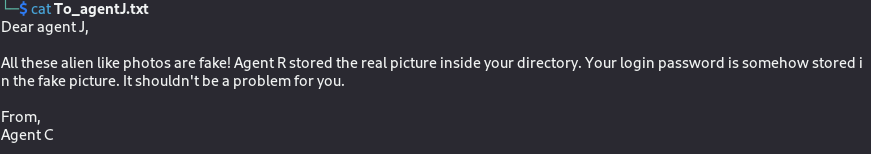 └─$ cat To_agentJ.txt
Dear agent J,
All these alien like photos are fake! Agent R stored the real picture inside your directory. Your login password is somehow stored i
n the fake picture. It shouldn't be a problem for you.
From,
Agent C